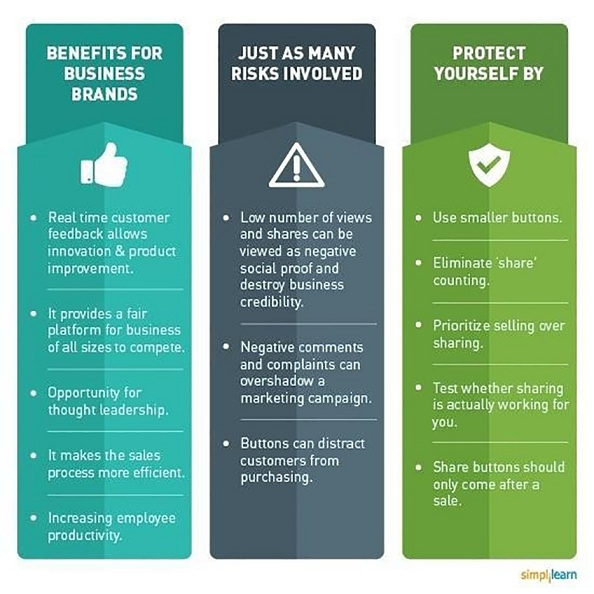 BENEFITS FOR
BUSINESS
BRANDS
• Real time customer
feedback allows
innovation & product
improvement.
• It provides a fair
platform for business
of all sizes to compete.
• Opportunity for
thought leadership.
• It makes the sales
process more efficient.
• Increasing employee
productivity.
JUST AS MANY
RISKS INVOLVED
• Low number of views
and shares can be
viewed as negative
social proof and
destroy business
credibility.
• Negative comments
and complaints can
overshadow a
marketing campaign.
• Buttons can distract
customers from
purchasing.
PROTECT
YOURSELF BY
• Use smaller buttons.
• Eliminate ‘share’
counting.
• Prioritize selling over
sharing.
• Test whether sharing
is actually working for
you.
• Share buttons should
only come after a
sale.
simplilearn